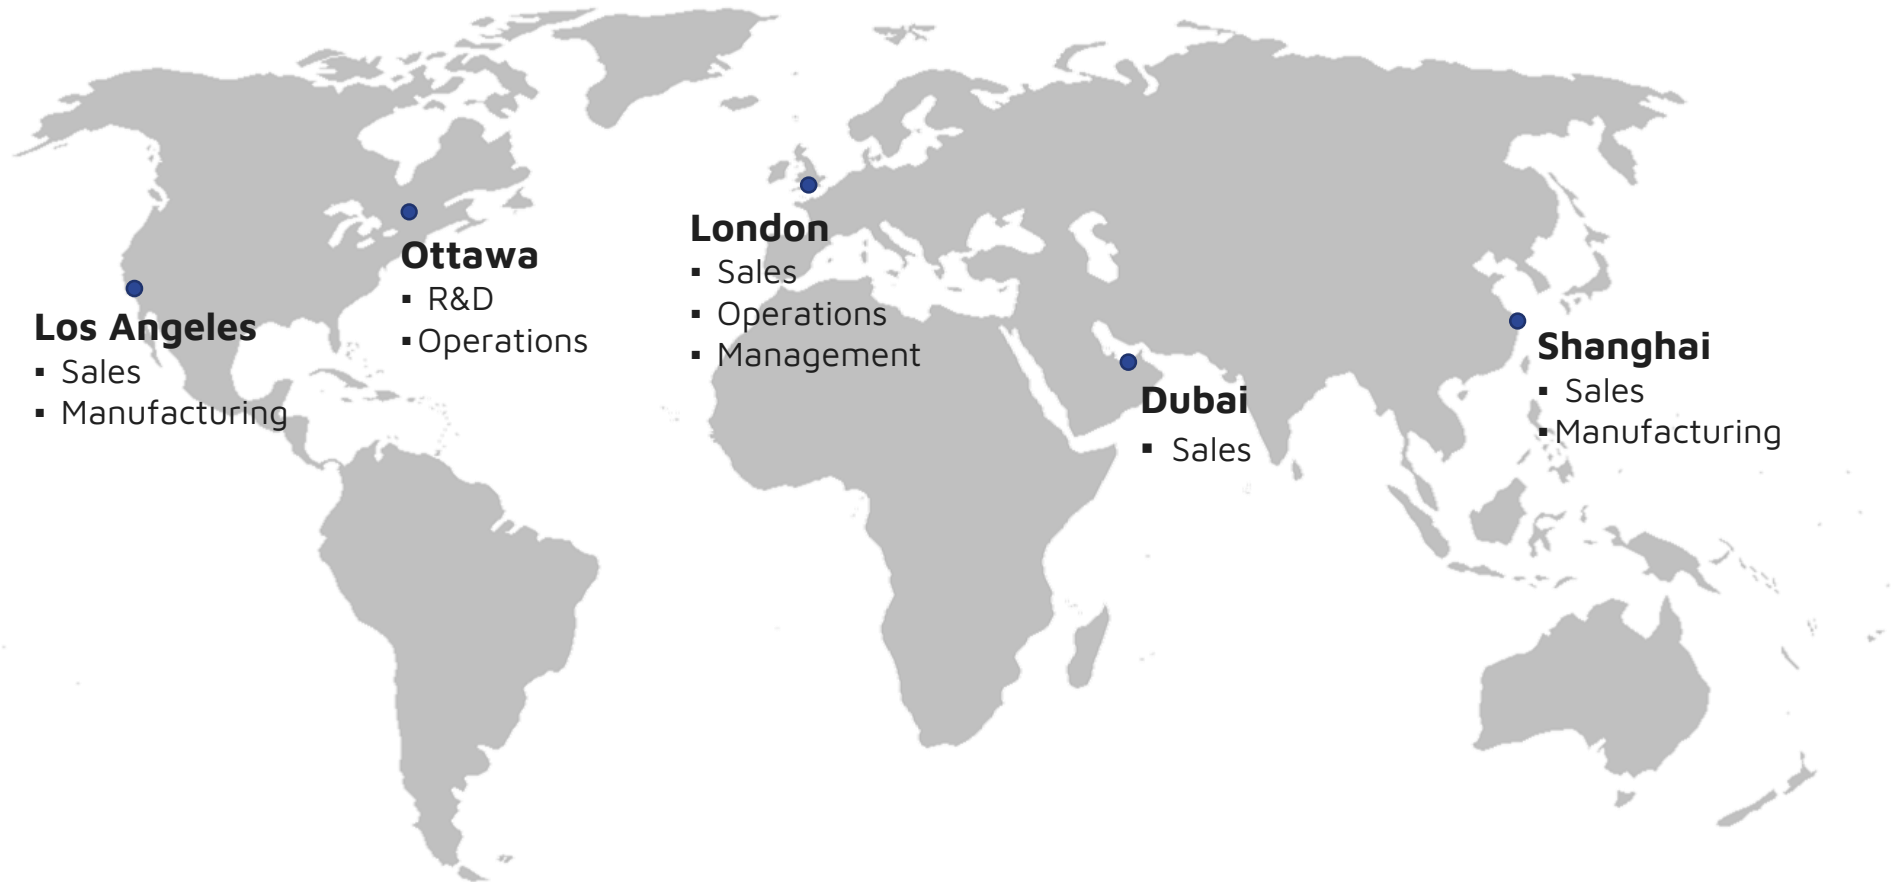 Los Angeles
▪ Sales
▪ Manufacturing
Ottawa
▪ R&D
▪ Operations
London
▪ Sales
▪ Operations
▪ Management
Dubai
▪ Sales
Shanghai
▪ Sales
▪ Manufacturing